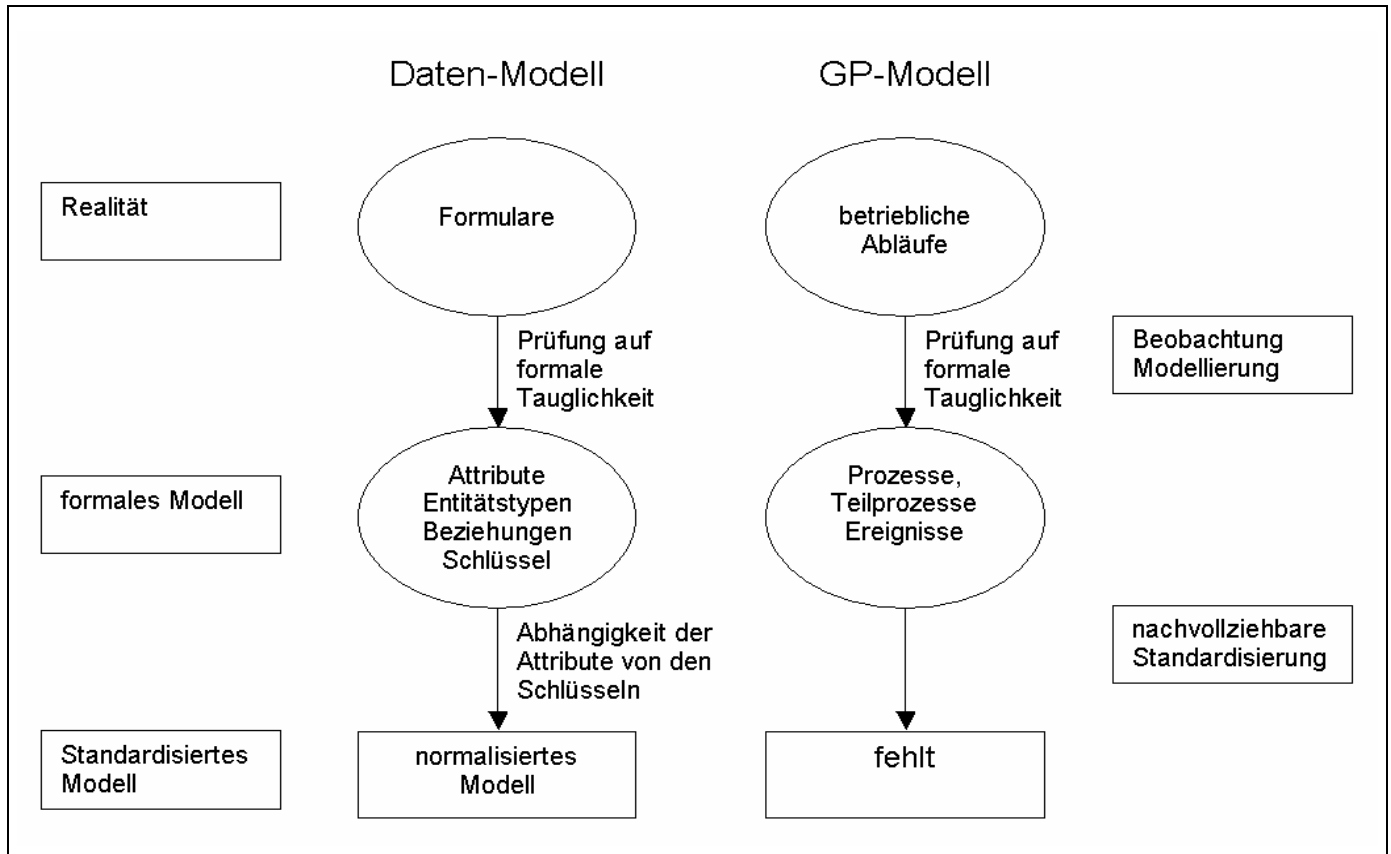 Daten-Modell
GP-Modell
Realität
Formulare
betriebliche
Abläufe
Prüfung auf
formale
Tauglichkeit
Prüfung auf
formale
Tauglichkeit
Beobachtung
Modellierung
formales Modell
Attribute
Entitätstypen
Beziehungen
Schlüssel
Prozesse,
Teilprozesse
Ereignisse
Abhängigkeit der
Attribute von den
Schlüsseln
nachvollziehbare
Standardisierung
Standardisiertes
Modell
normalisiertes
Modell
fehlt